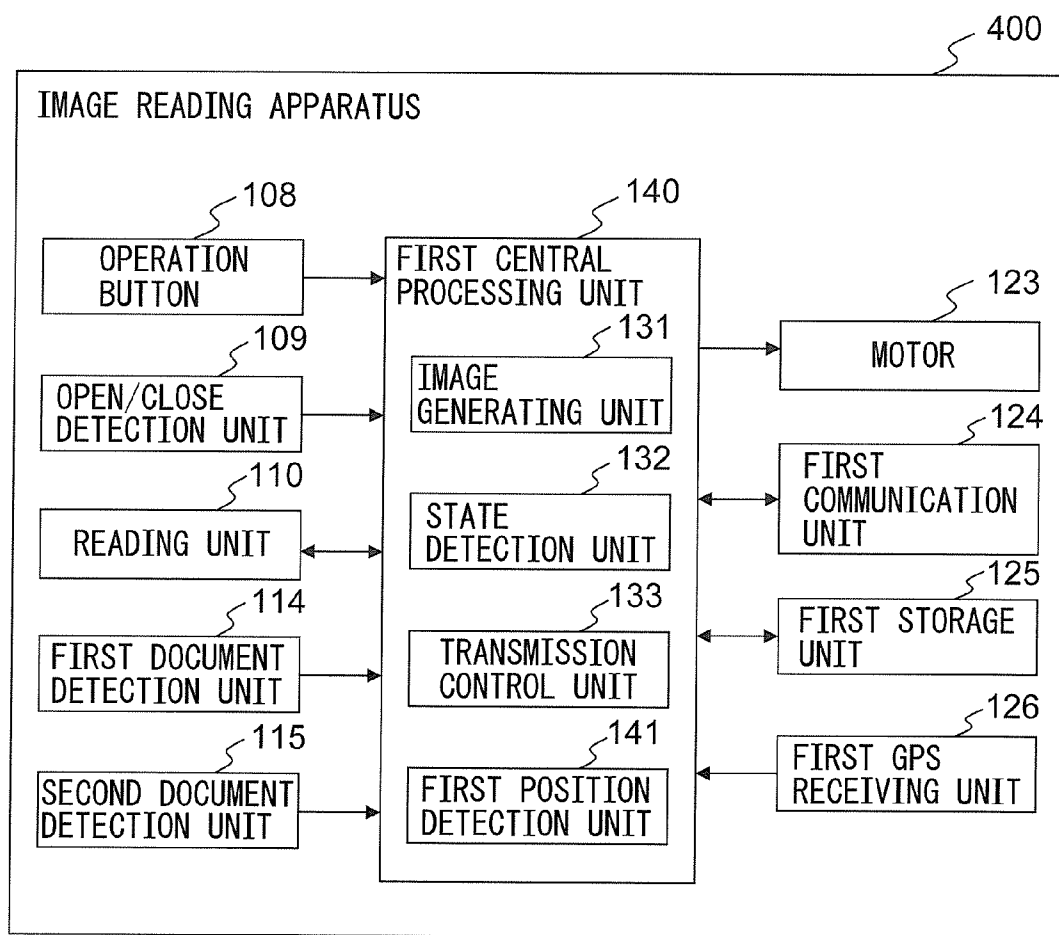 400
IMAGE READING APPARATUS
108
OPERATION
BUTTON
109
OPEN/CLOSE
DETECTION UNIT
110
READING UNIT
114
FIRST DOCUMENT
DETECTION UNIT
115
SECOND DOCUMENT
DETECTION UNIT
140
FIRST CENTRAL
PROCESSING UNIT
131
IMAGE
GENERATING UNIT
132
STATE
DETECTION UNIT
133
TRANSMISSION
CONTROL UNIT
141
FIRST POSITION
DETECTION UNIT
123
MOTOR
124
FIRST
COMMUNICATION
UNIT
125
FIRST STORAGE
UNIT
126
FIRST GPS
RECEIVING UNIT